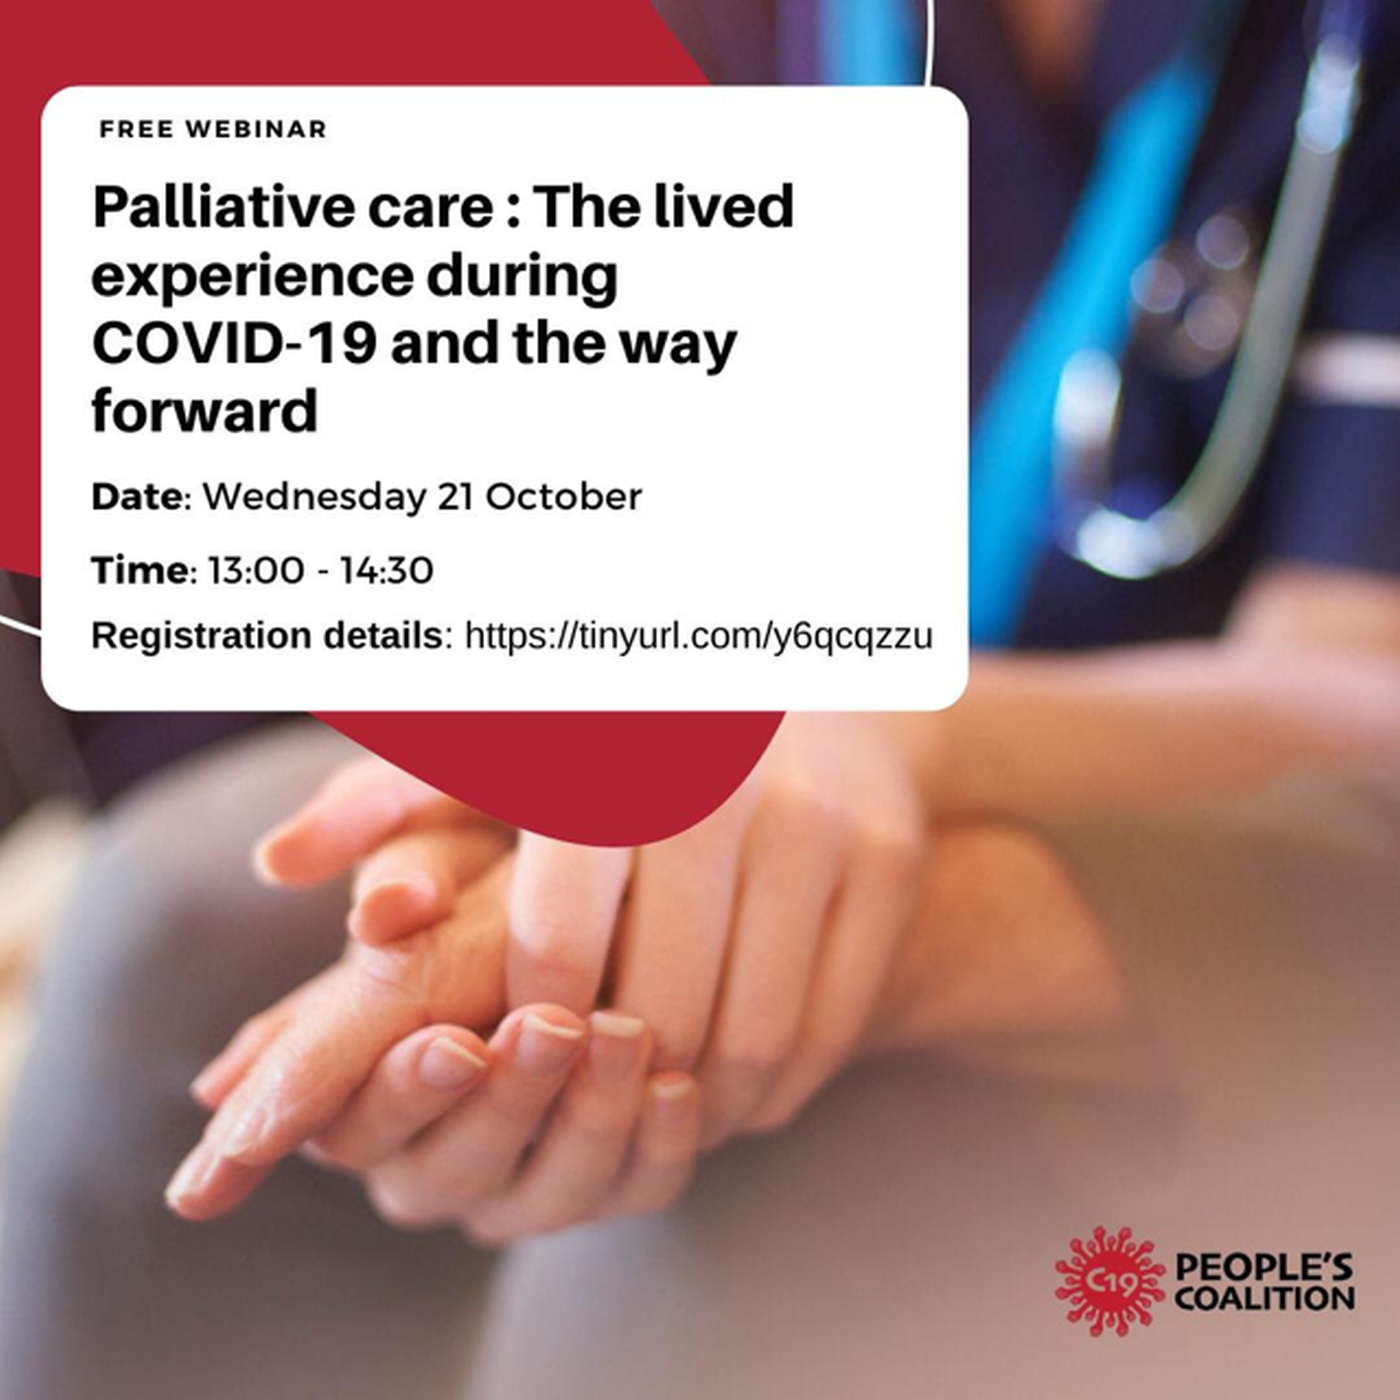 FREE WEBINAR
Palliative care : The lived
experience during
COVID-19 and the way
forward
Date: Wednesday 21 October
Time: 13:00 - 14:30
Registration details: https://tinyurl.com/y6qcqzzu
C19
PEOPLE'S
COALITION